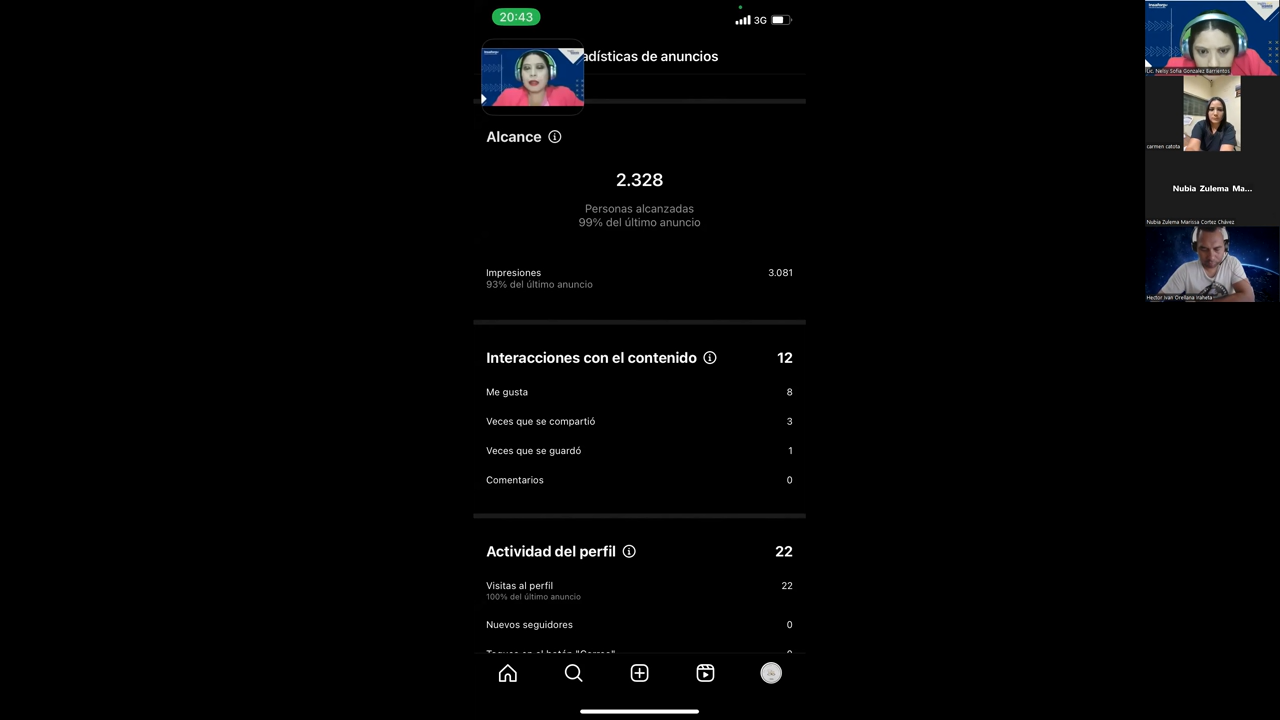 20:43
3G
adísticas de anuncios
Alcance
2.328
Personas alcanzadas
99% del último anuncio
Impresiones 3.081
93% del último anuncio
Interacciones con el contenido 12
Me gusta 8
Veces que se compartió 3
Veces que se guardó 1
Comentarios 0
Actividad del perfil 22
Visitas al perfil 22
100% del último anuncio
Nuevos seguidores 0
Lic. Nelsy Sofía Gonzalez Barrientos
carmen catota
Nubia Zulema Ma...
Nubia Zulema Marissa Cortez Chávez
Hector Ivan Orellana Iraheta